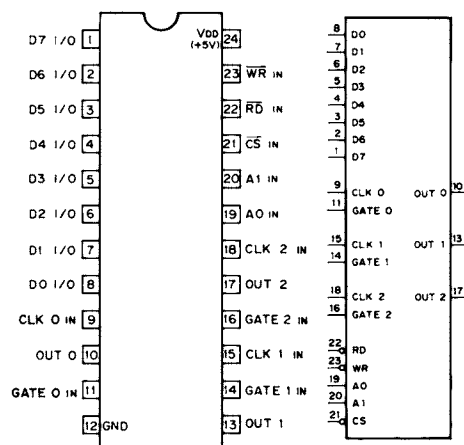 D7 I/O 1
D6 I/O 2
D5 I/O 3
D4 I/O 4
D3 I/O 5
D2 I/O 6
D1 I/O 7
D0 I/O 8
CLK 0 IN 9
OUT 0 10
GATE 0 IN 11
12 GND
VDD 24
(+5V)
23 WR IN
22 RD IN
21 CS IN
20 A1 IN
19 A0 IN
18 CLK 2 IN
17 OUT 2
16 GATE 2 IN
15 CLK 1 IN
14 GATE 1 IN
13 OUT 1
8 D0
7 D1
6 D2
5 D3
4 D4
3 D5
2 D6
1 D7
9 CLK 0 OUT 0 10
11 GATE 0
15 CLK 1 OUT 1 13
14 GATE 1
18 CLK 2 OUT 2 17
16 GATE 2
22 RD
23 WR
19 A0
20 A1
21 CS